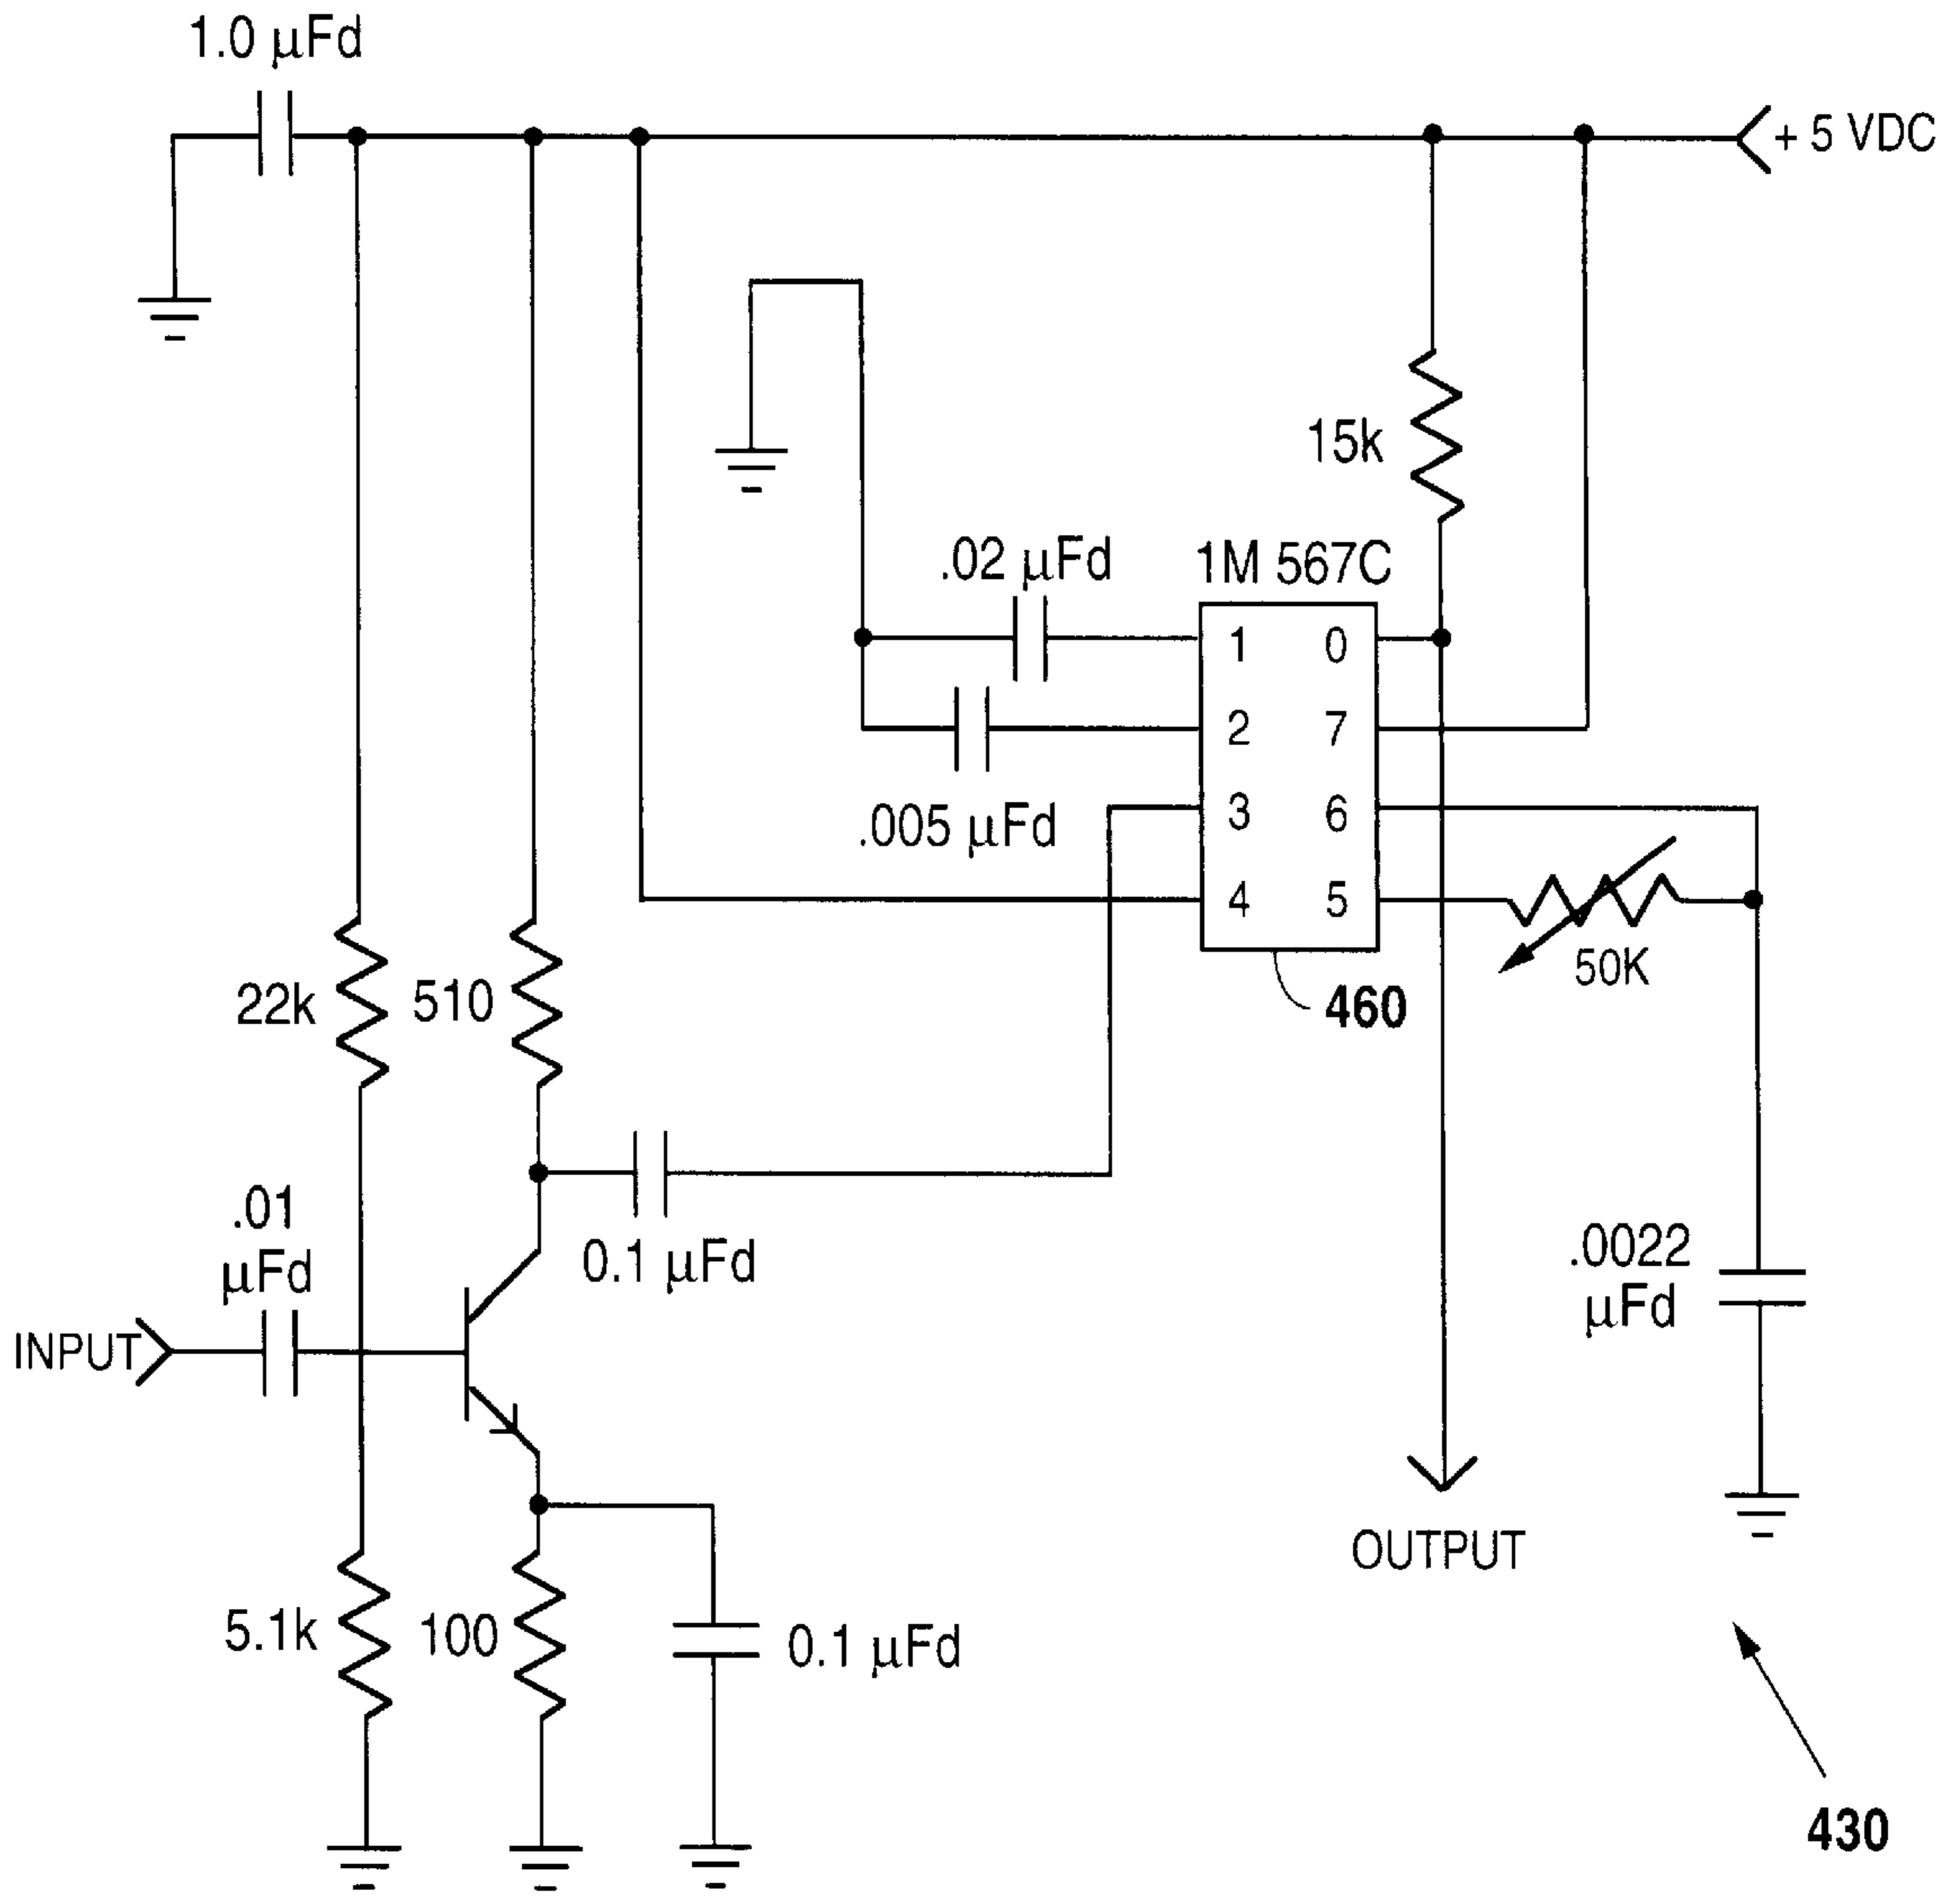 1.0 µFd
+ 5 VDC
15k
.02 µFd
1M 567C
1 0
2 7
.005 µFd
3 6
4 5
50K
460
22k
510
.01
µFd
0.1 µFd
.0022
µFd
INPUT
OUTPUT
5.1k
100
0.1 µFd
430